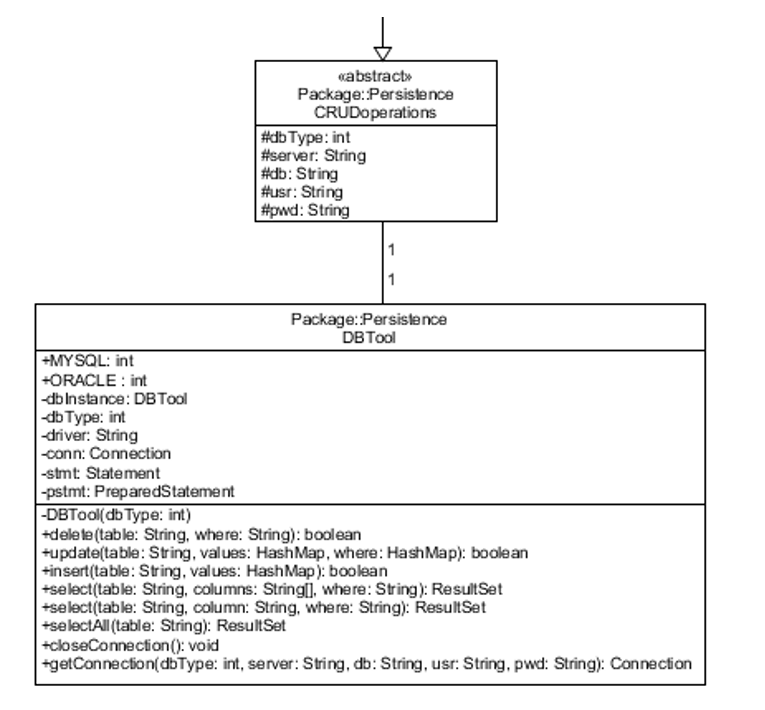 «abstract»
Package::Persistence
CRUDoperations
#dbType: int
#server: String
#db: String
#usr: String
#pwd: String
1
1
Package::Persistence
DBTool
+MYSQL: int
+ORACLE : int
-dbInstance: DBTool
-dbType: int
-driver: String
-conn: Connection
-stmt: Statement
-pstmt: PreparedStatement
-DBTool(dbType: int)
+delete(table: String, where: String): boolean
+update(table: String, values: HashMap, where: HashMap): boolean
+insert(table: String, values: HashMap): boolean
+select(table: String, columns: String[], where: String): ResultSet
+select(table: String, column: String, where: String): ResultSet
+selectAll(table: String): ResultSet
+closeConnection(): void
+getConnection(dbType: int, server: String, db: String, usr: String, pwd: String): Connection